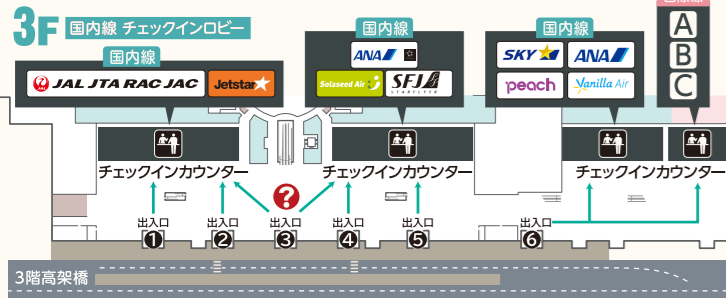 3F 国内線 チェックインロビー
国内線
JAL JTA RAC JAC Jetstar
国内線
ANA
Solaseed Air SFJ
STARFLYER
国内線
SKY ANA
peach Vanilla Air
A
B
C
チェックインカウンター
チェックインカウンター
チェックインカウンター
?
出入口
1
出入口
2
出入口
3
出入口
4
出入口
5
出入口
6
3階高架橋